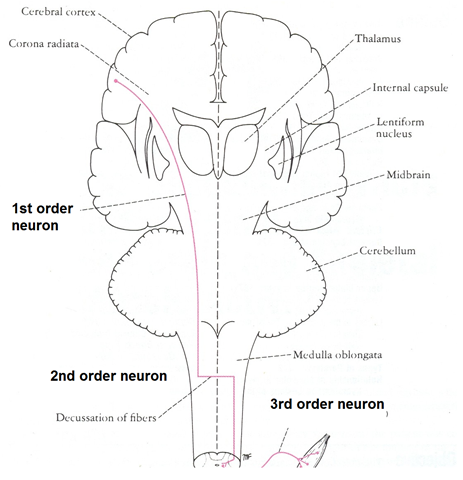 Cerebral cortex
Corona radiata
Thalamus
Internal capsule
Lentiform
nucleus
Midbrain
1st order
neuron
Cerebellum
Medulla oblongata
2nd order neuron
3rd order neuron
Decussation of fibers
)